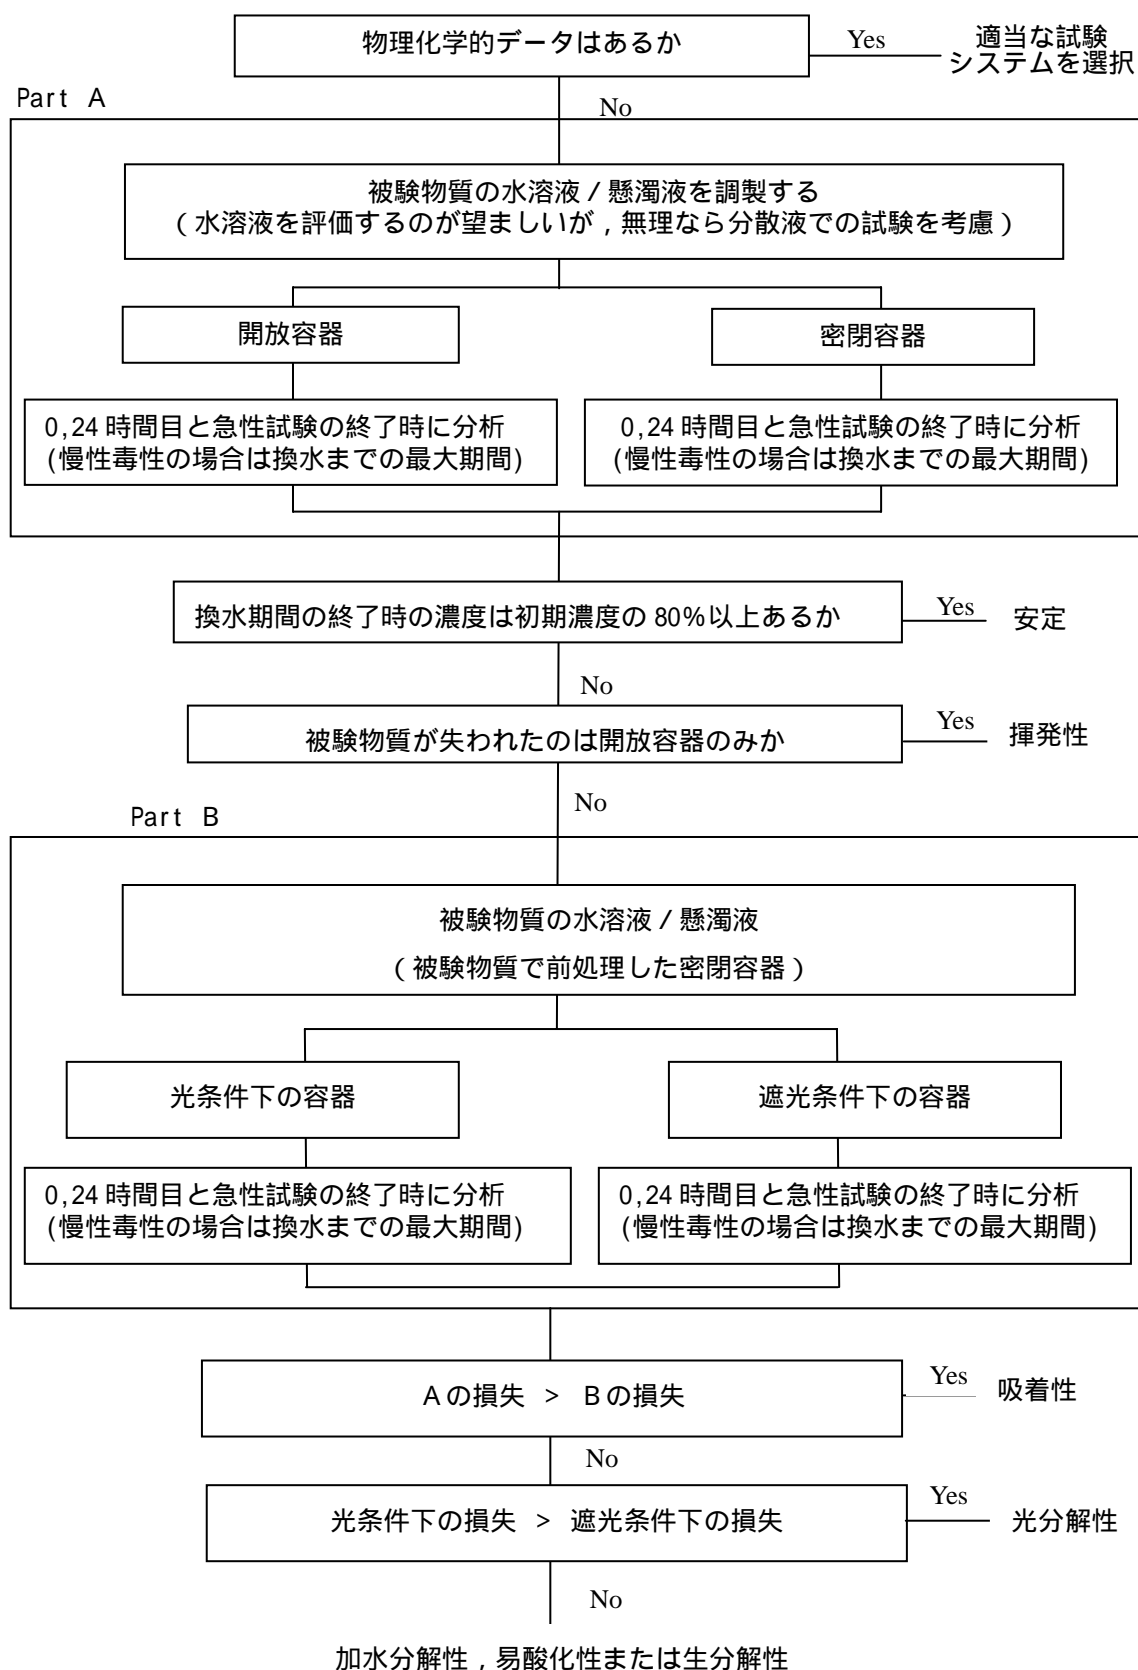 物理化学的データはあるか
Yes
適当な試験
システムを選択
Part A
No
被験物質の水溶液／懸濁液を調製する
（水溶液を評価するのが望ましいが，無理なら分散液での試験を考慮）
開放容器
密閉容器
0,24時間目と急性試験の終了時に分析
(慢性毒性の場合は換水までの最大期間)
0,24時間目と急性試験の終了時に分析
(慢性毒性の場合は換水までの最大期間)
換水期間の終了時の濃度は初期濃度の80%以上あるか
Yes
安定
No
被験物質が失われたのは開放容器のみか
Yes
揮発性
No
Part B
被験物質の水溶液／懸濁液
（被験物質で前処理した密閉容器）
光条件下の容器
遮光条件下の容器
0,24時間目と急性試験の終了時に分析
(慢性毒性の場合は換水までの最大期間)
0,24時間目と急性試験の終了時に分析
(慢性毒性の場合は換水までの最大期間)
Aの損失 > Bの損失
Yes
吸着性
No
光条件下の損失 > 遮光条件下の損失
Yes
光分解性
No
加水分解性，易酸化性または生分解性